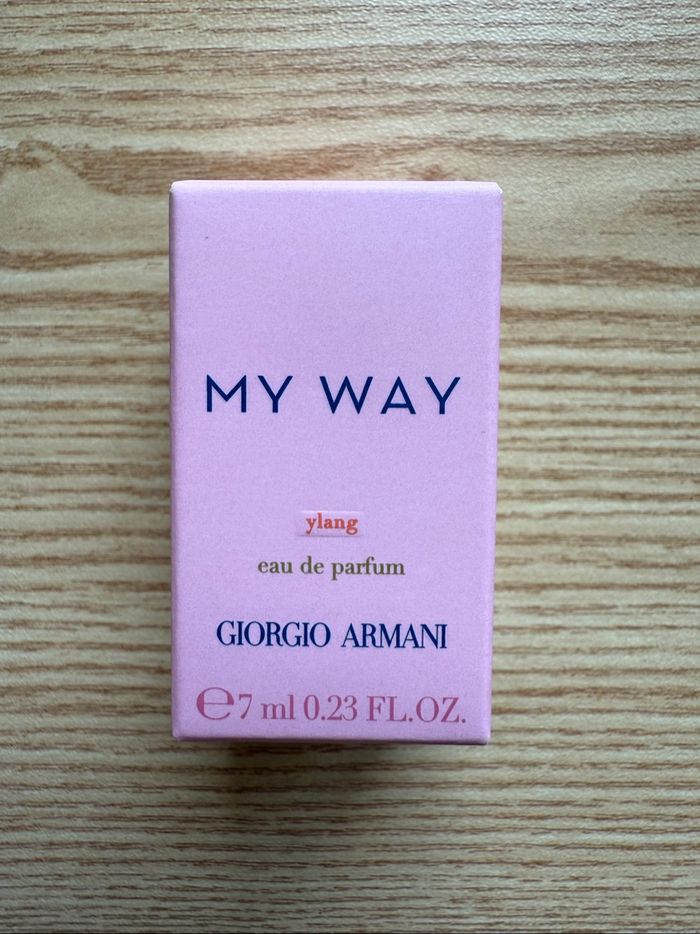 MY WAY
ylang
eau de parfum
GIORGIO ARMANI
℮7 ml 0.23 FL.OZ.